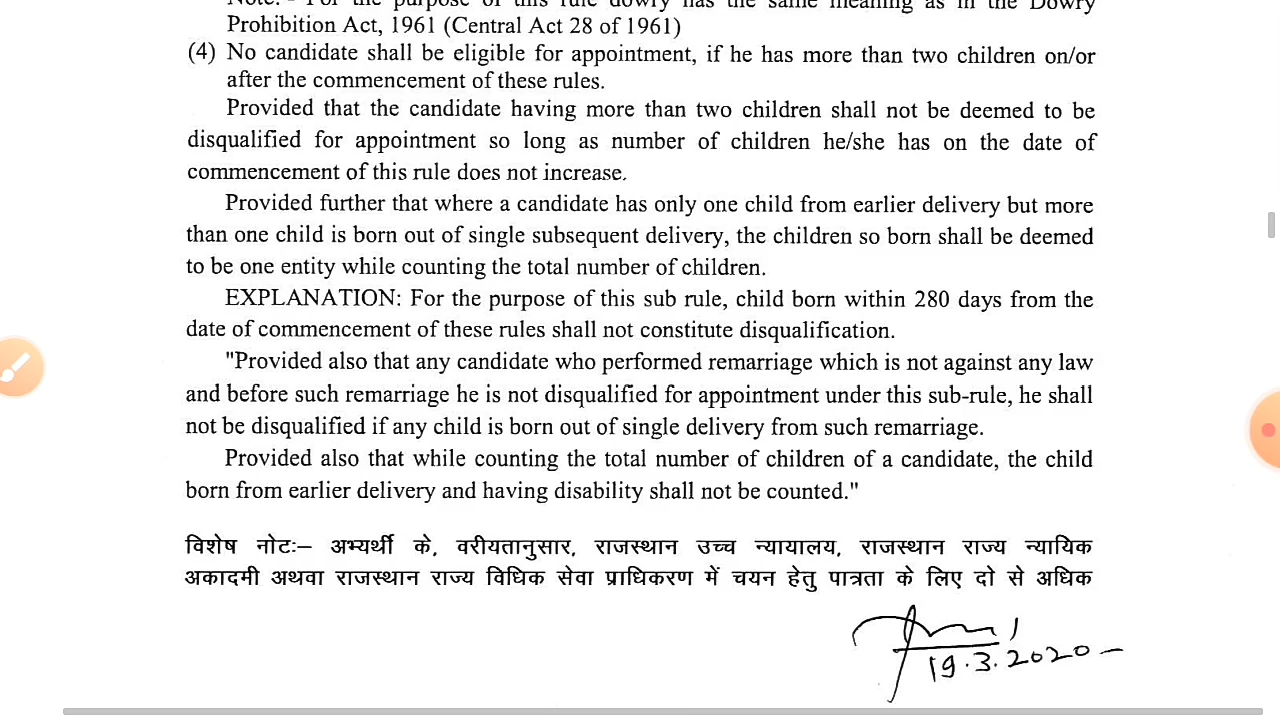 Note: - For the purpose of this rule dowry has the same meaning as in the Dowry
Prohibition Act, 1961 (Central Act 28 of 1961)
(4) No candidate shall be eligible for appointment, if he has more than two children on/or
after the commencement of these rules.
Provided that the candidate having more than two children shall not be deemed to be
disqualified for appointment so long as number of children he/she has on the date of
commencement of this rule does not increase.
Provided further that where a candidate has only one child from earlier delivery but more
than one child is born out of single subsequent delivery, the children so born shall be deemed
to be one entity while counting the total number of children.
EXPLANATION: For the purpose of this sub rule, child born within 280 days from the
date of commencement of these rules shall not constitute disqualification.
"Provided also that any candidate who performed remarriage which is not against any law
and before such remarriage he is not disqualified for appointment under this sub-rule, he shall
not be disqualified if any child is born out of single delivery from such remarriage.
Provided also that while counting the total number of children of a candidate, the child
born from earlier delivery and having disability shall not be counted."
विशेष नोटः– अभ्यर्थी के, वरीयतानुसार, राजस्थान उच्च न्यायालय, राजस्थान राज्य न्यायिक
अकादमी अथवा राजस्थान राज्य विधिक सेवा प्राधिकरण में चयन हेतु पात्रता के लिए दो से अधिक
19.3.2020